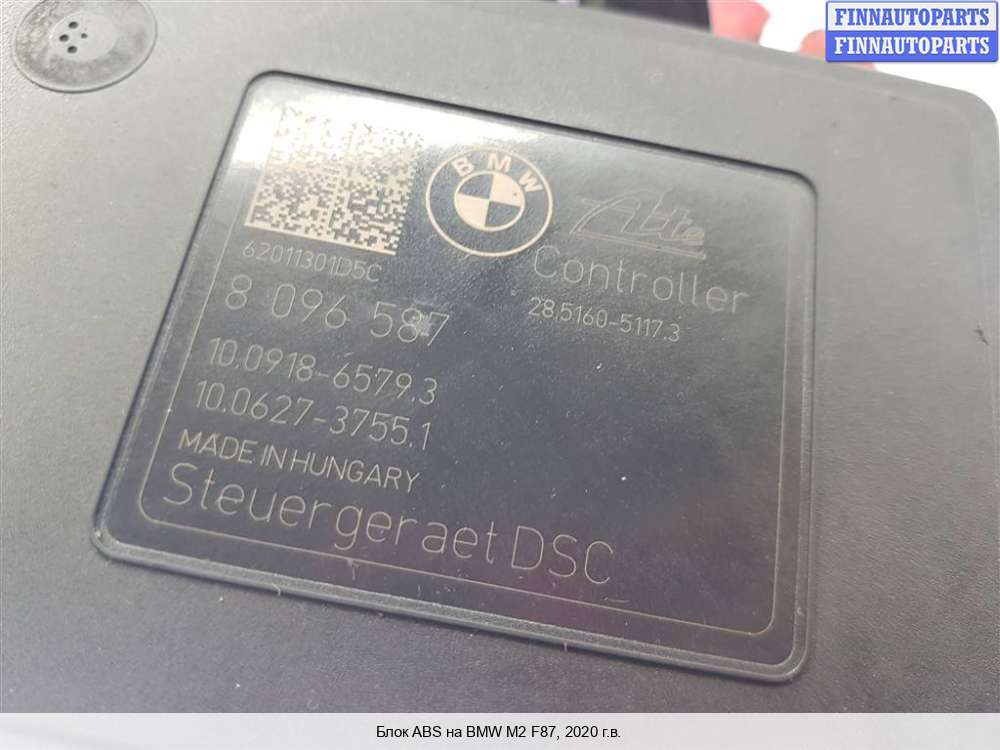 FINNAUTOPARTS
FINNAUTOPARTS
BMW
Ate
62011301D5C
Controller
8 096 587
28.5160-5117.3
10.0918-6579.3
10.0627-3755.1
MADE IN HUNGARY
Steuergeraet DSC
Блок ABS на BMW M2 F87, 2020 г.в.